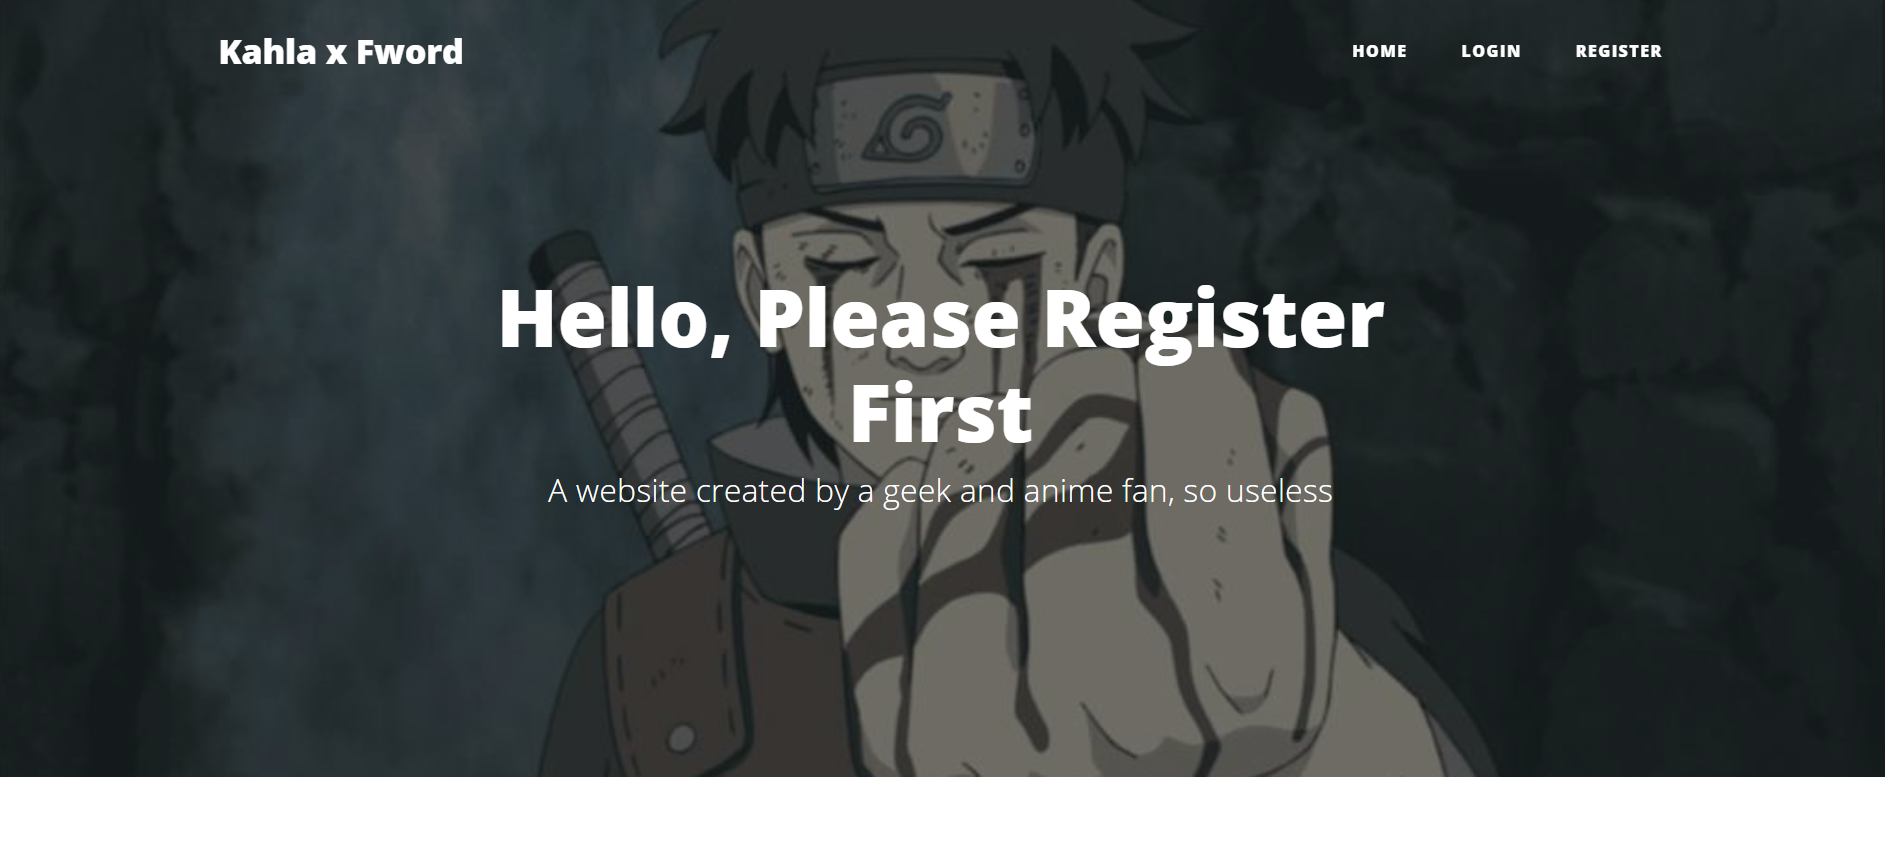 Kahla x Fword
HOME LOGIN REGISTER
Hello, Please Register
First
A website created by a geek and anime fan, so useless